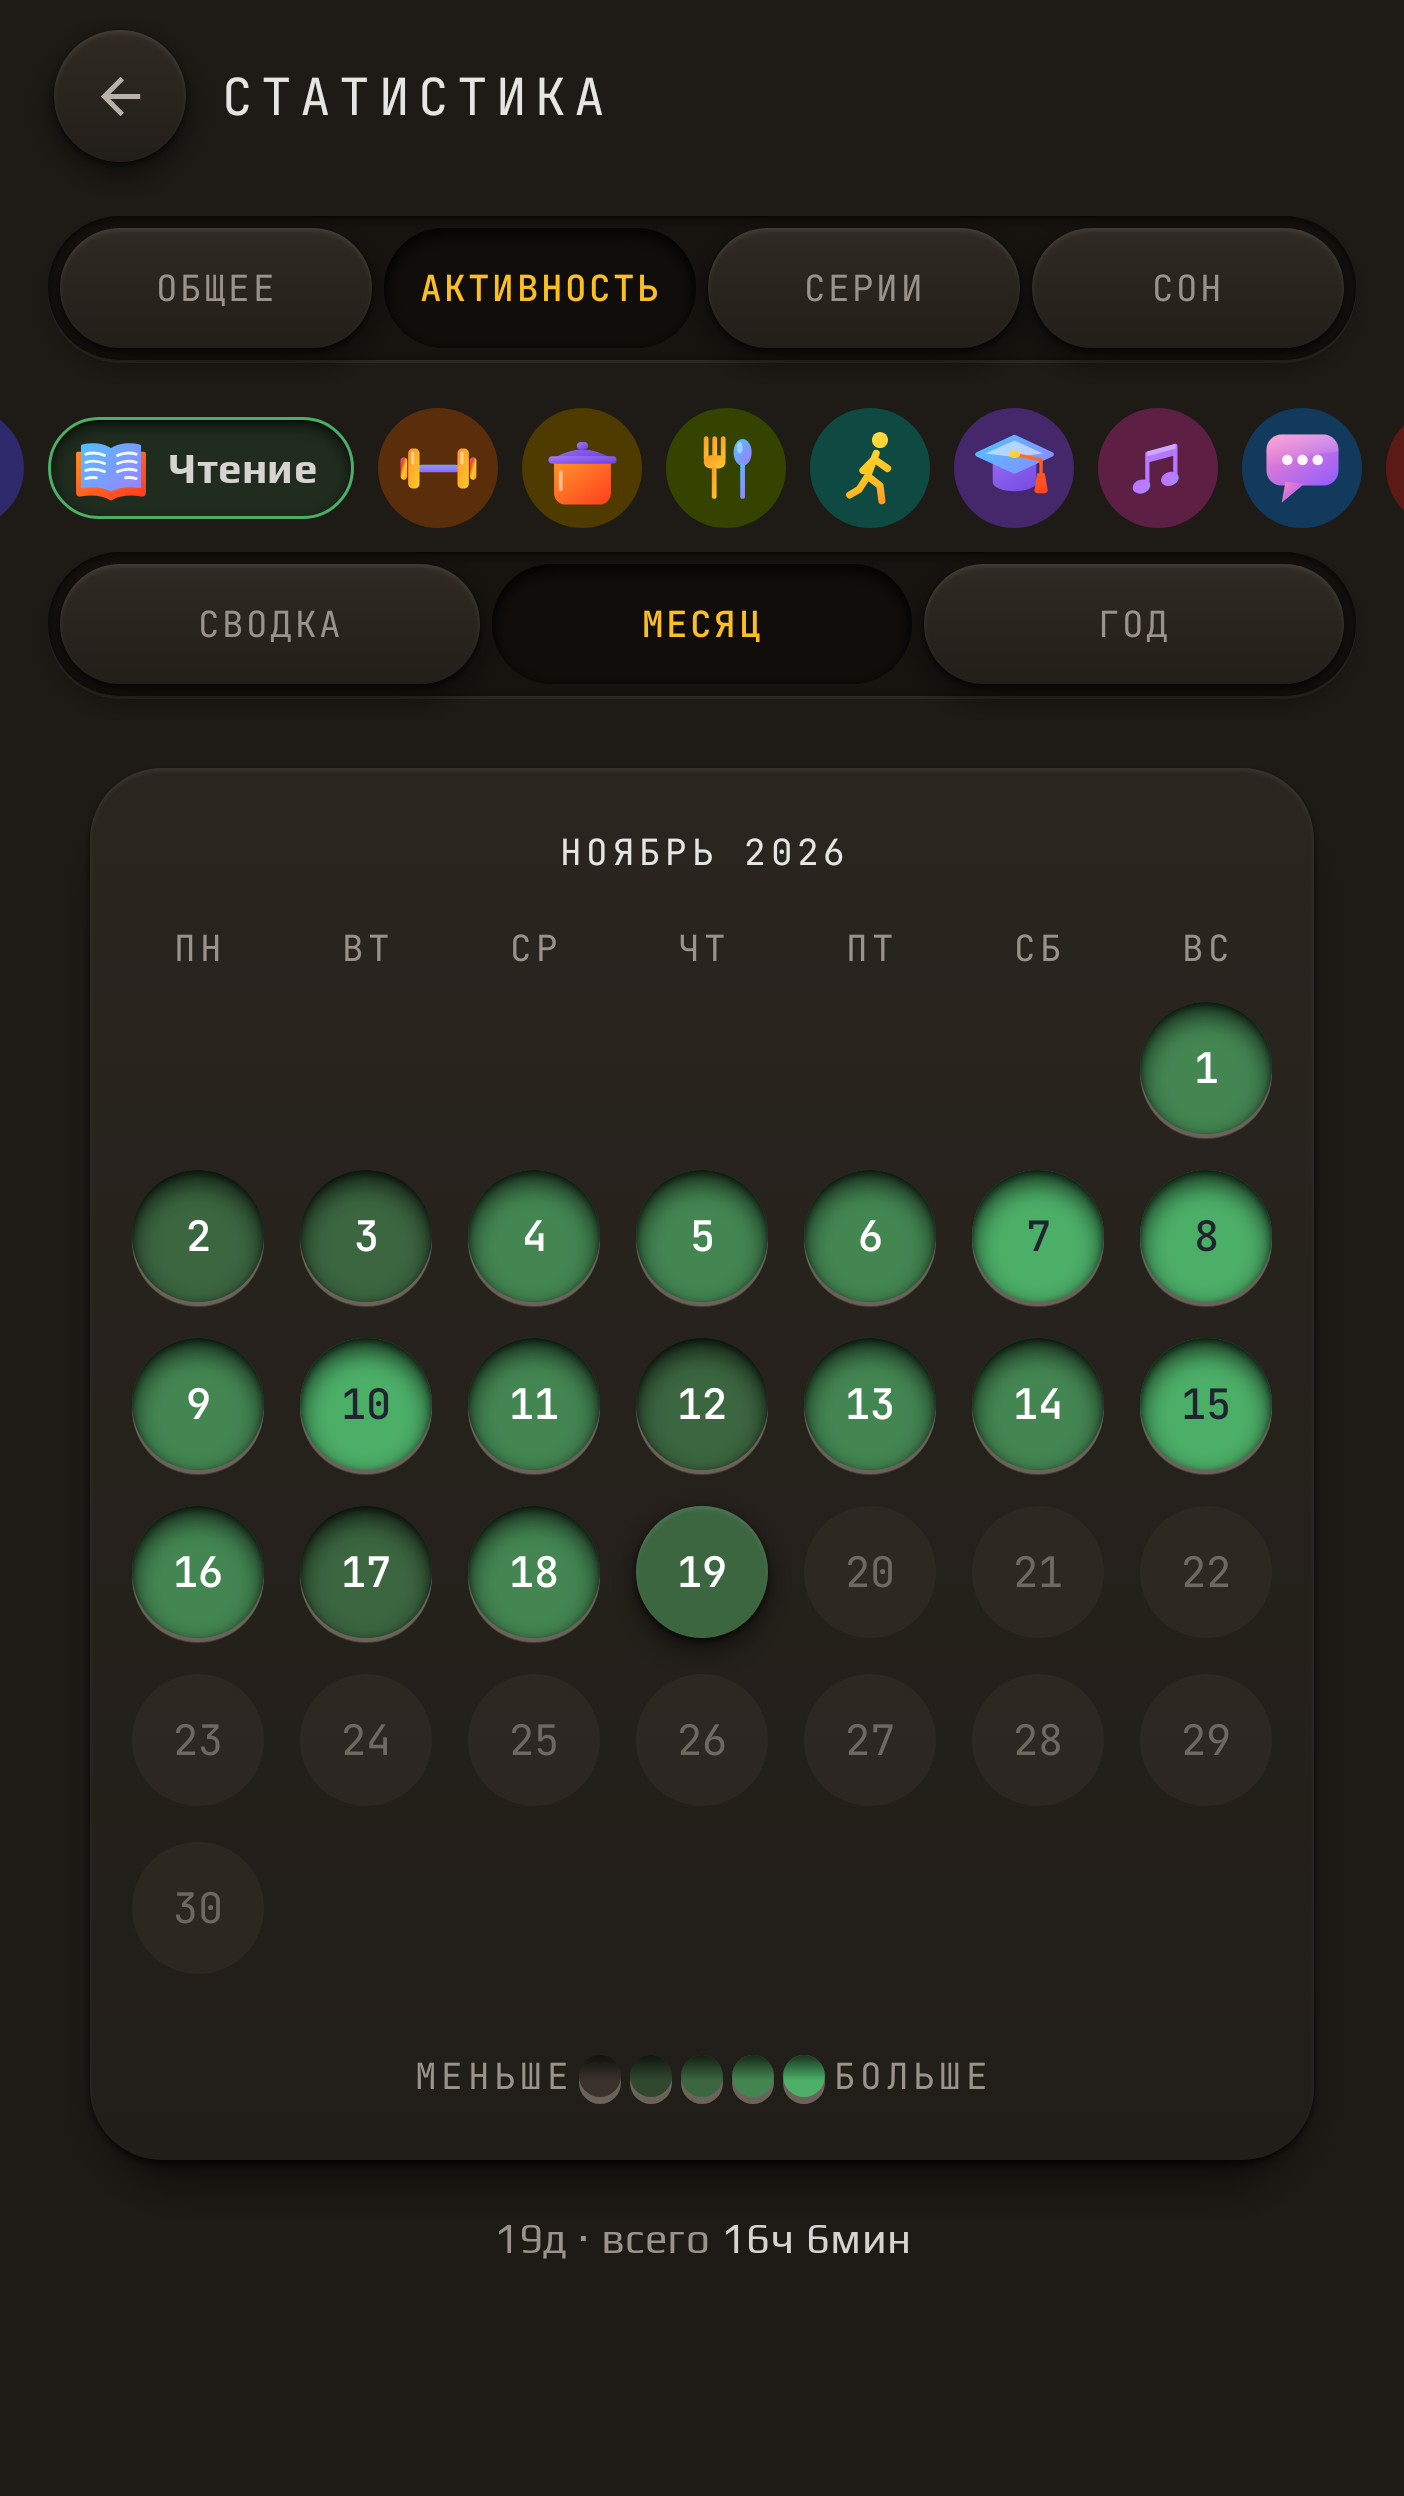 СТАТИСТИКА
ОБЩЕЕ АКТИВНОСТЬ СЕРИИ СОН
Чтение
СВОДКА МЕСЯЦ ГОД
НОЯБРЬ 2026
ПН ВТ СР ЧТ ПТ СБ ВС
1
2 3 4 5 6 7 8
9 10 11 12 13 14 15
16 17 18 19 20 21 22
23 24 25 26 27 28 29
30
МЕНЬШЕ БОЛЬШЕ
19д · всего 16ч 6мин